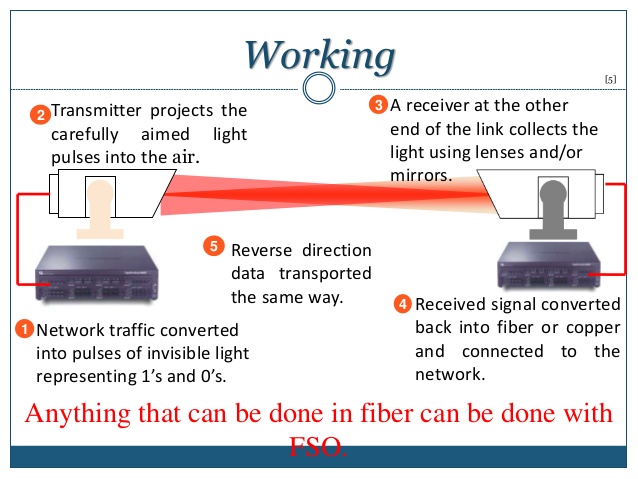 Working
[5]
2 Transmitter projects the
carefully aimed light
pulses into the air.
3 A receiver at the other
end of the link collects the
light using lenses and/or
mirrors.
5 Reverse direction
data transported
the same way.
1 Network traffic converted
into pulses of invisible light
representing 1’s and 0’s.
4 Received signal converted
back into fiber or copper
and connected to the
network.
Anything that can be done in fiber can be done with
FSO.